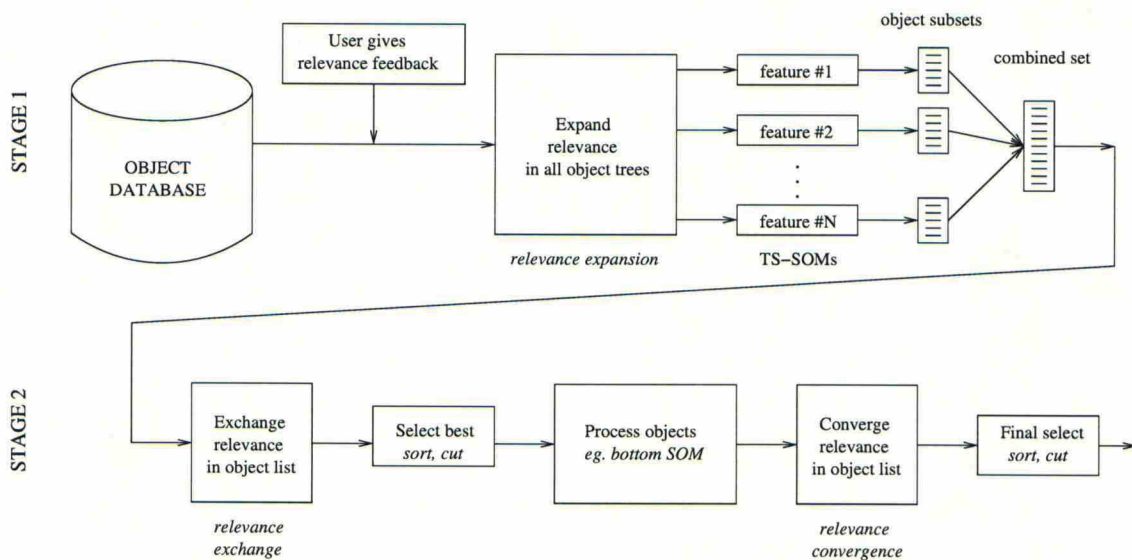 STAGE 1
OBJECT
DATABASE
User gives
relevance feedback
Expand
relevance
in all object trees
relevance expansion
feature #1
feature #2
feature #N
TS-SOMs
object subsets
combined set
STAGE 2
Exchange
relevance
in object list
relevance
exchange
Select best
sort, cut
Process objects
eg. bottom SOM
Converge
relevance
in object list
relevance
convergence
Final select
sort, cut